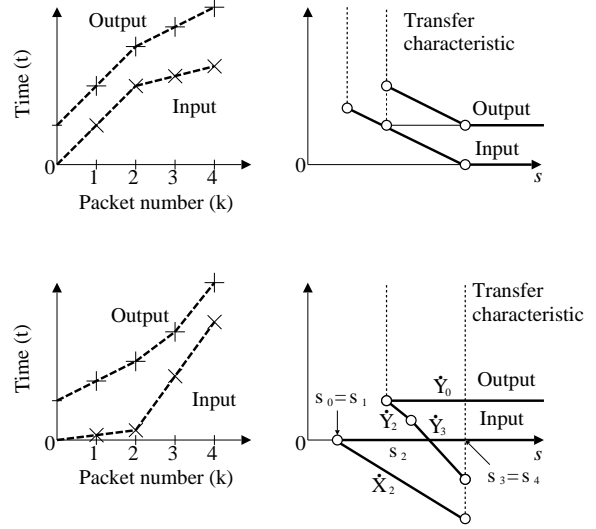 Time (t)
Output
Input
0
1 2 3 4
Packet number (k)
Transfer
characteristic
Output
Input
0
s
Time (t)
Output
Input
0
1 2 3 4
Packet number (k)
Transfer
characteristic
Ẏ0
Output
s0=s1
Input
Ẏ2
Ẏ3
0
s2
s
Ẋ2
s3=s4